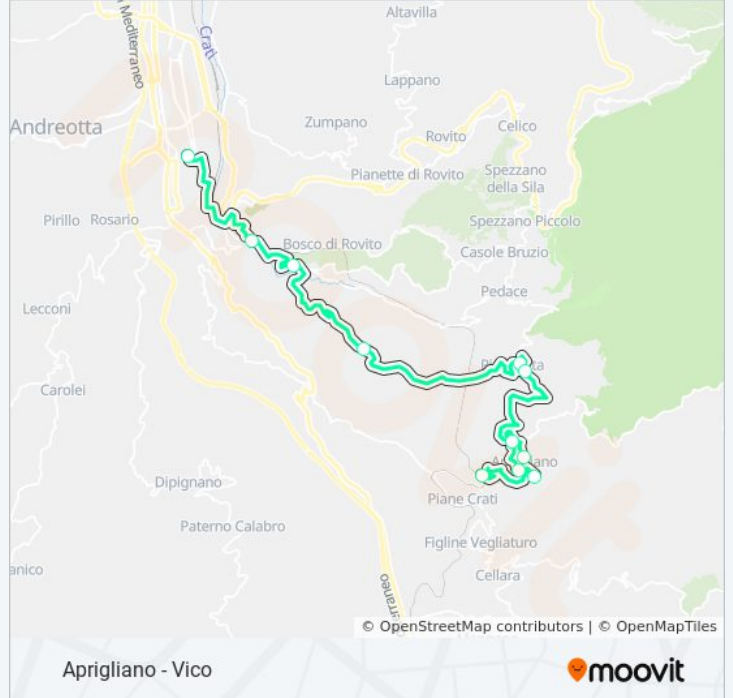 Altavilla
Mediterraneo
Crati
Lappano
Andreotta
Zumpano
Celico
Rovito
Pianette di Rovito
Spezzano
della Sila
Pirillo
Rosario
Spezzano Piccolo
Bosco di Rovito
Casole Bruzio
Pedace
Lecconi
Carolei
Dipignano
Piane Crati
Paterno Calabro
Figline Vegliaturo
anico
Cellara
rraneo
© OpenStreetMap contributors | © OpenMapTiles
Aprigliano - Vico
moovit